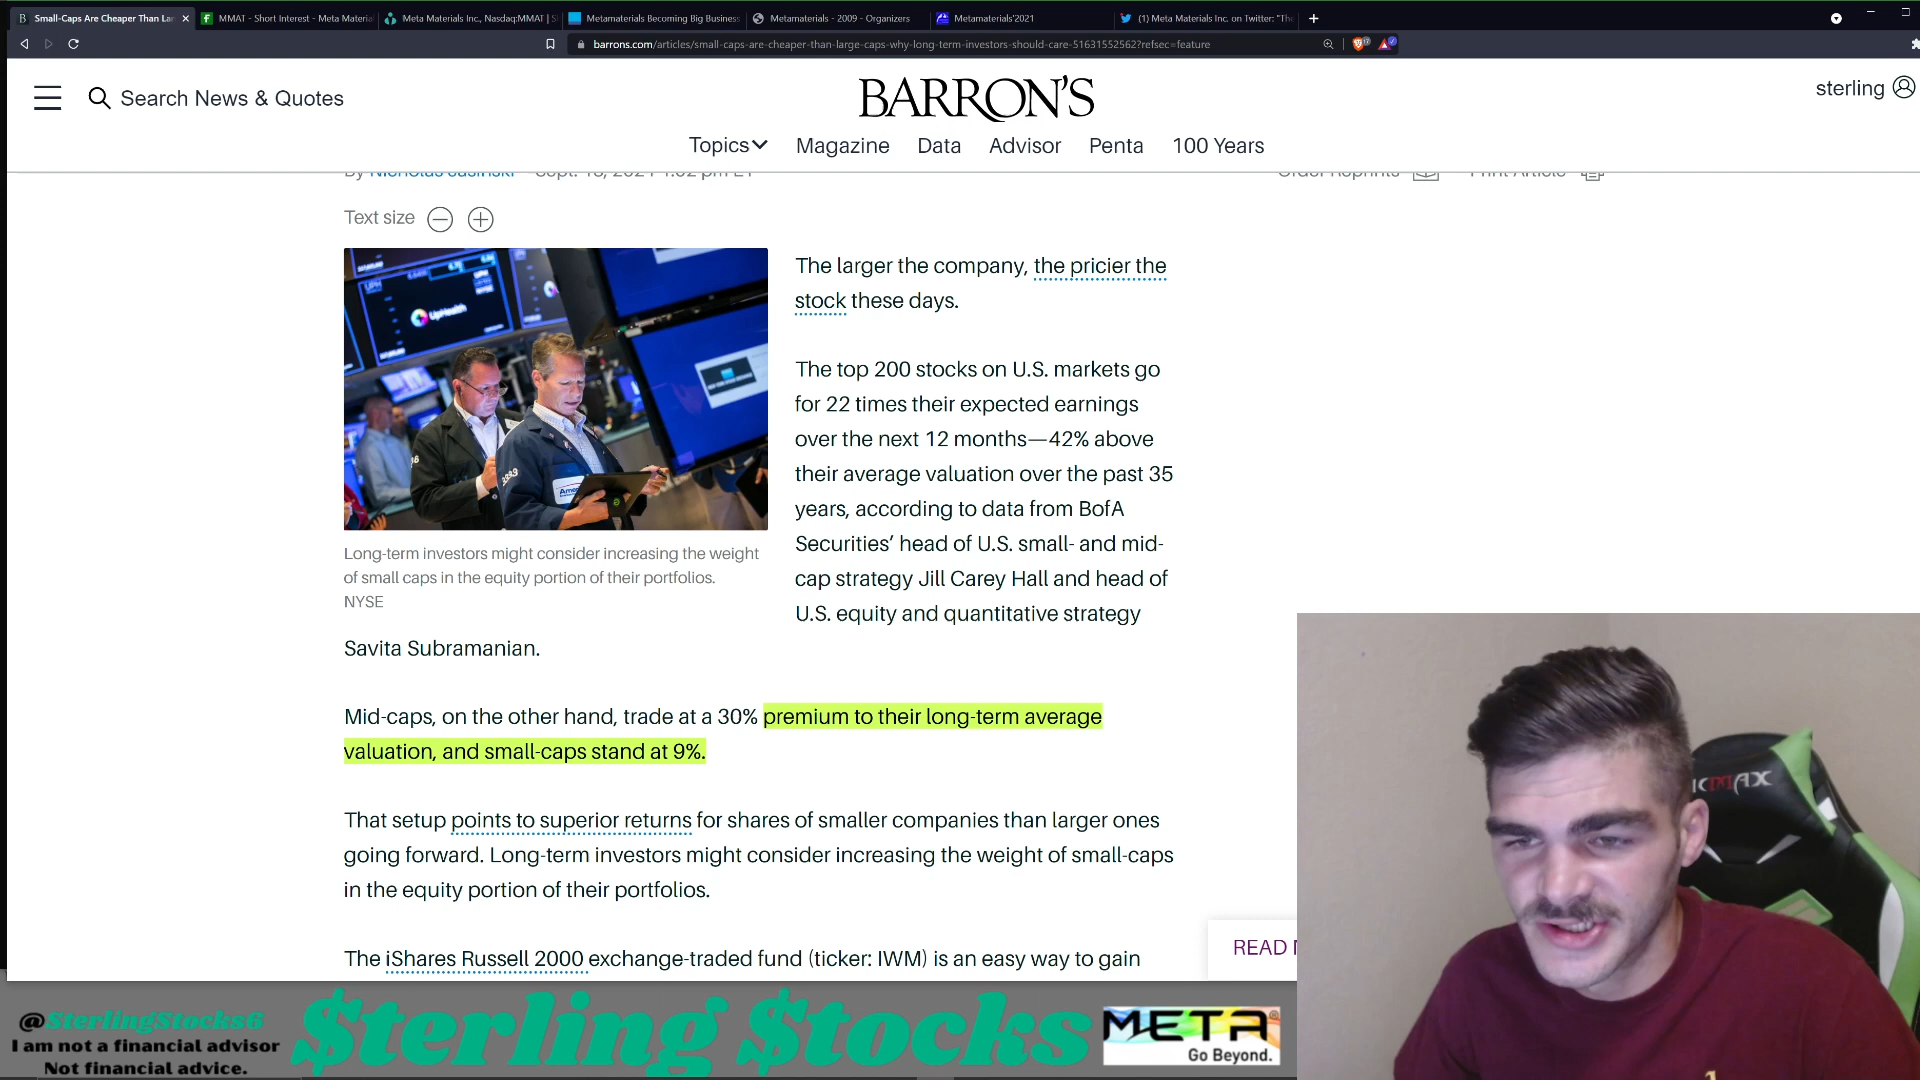 Small-Caps Are Cheaper Than Lar
MMAT - Short Interest - Meta Material
Meta Materials Inc., Nasdaq:MMAT | S
Metamaterials Becoming Big Business
Metamaterials - 2009 - Organizers
Metamaterials'2021
(1) Meta Materials Inc. on Twitter: "The
barrons.com/articles/small-caps-are-cheaper-than-large-caps-why-long-term-investors-should-care-51631552562?refsec=feature
Search News & Quotes
BARRON'S
sterling
Topics Magazine Data Advisor Penta 100 Years
Text size
The larger the company, the pricier the
stock these days.
The top 200 stocks on U.S. markets go
for 22 times their expected earnings
over the next 12 months—42% above
their average valuation over the past 35
years, according to data from BofA
Securities' head of U.S. small- and mid-
cap strategy Jill Carey Hall and head of
U.S. equity and quantitative strategy
Savita Subramanian.
UpHealth
Long-term investors might consider increasing the weight
of small caps in the equity portion of their portfolios.
NYSE
Mid-caps, on the other hand, trade at a 30% premium to their long-term average
valuation, and small-caps stand at 9%.
That setup points to superior returns for shares of smaller companies than larger ones
going forward. Long-term investors might consider increasing the weight of small-caps
in the equity portion of their portfolios.
The iShares Russell 2000 exchange-traded fund (ticker: IWM) is an easy way to gain
READ
@SterlingStocks6
I am not a financial advisor
Not financial advice.
$terling $tocks
META®
Go Beyond.